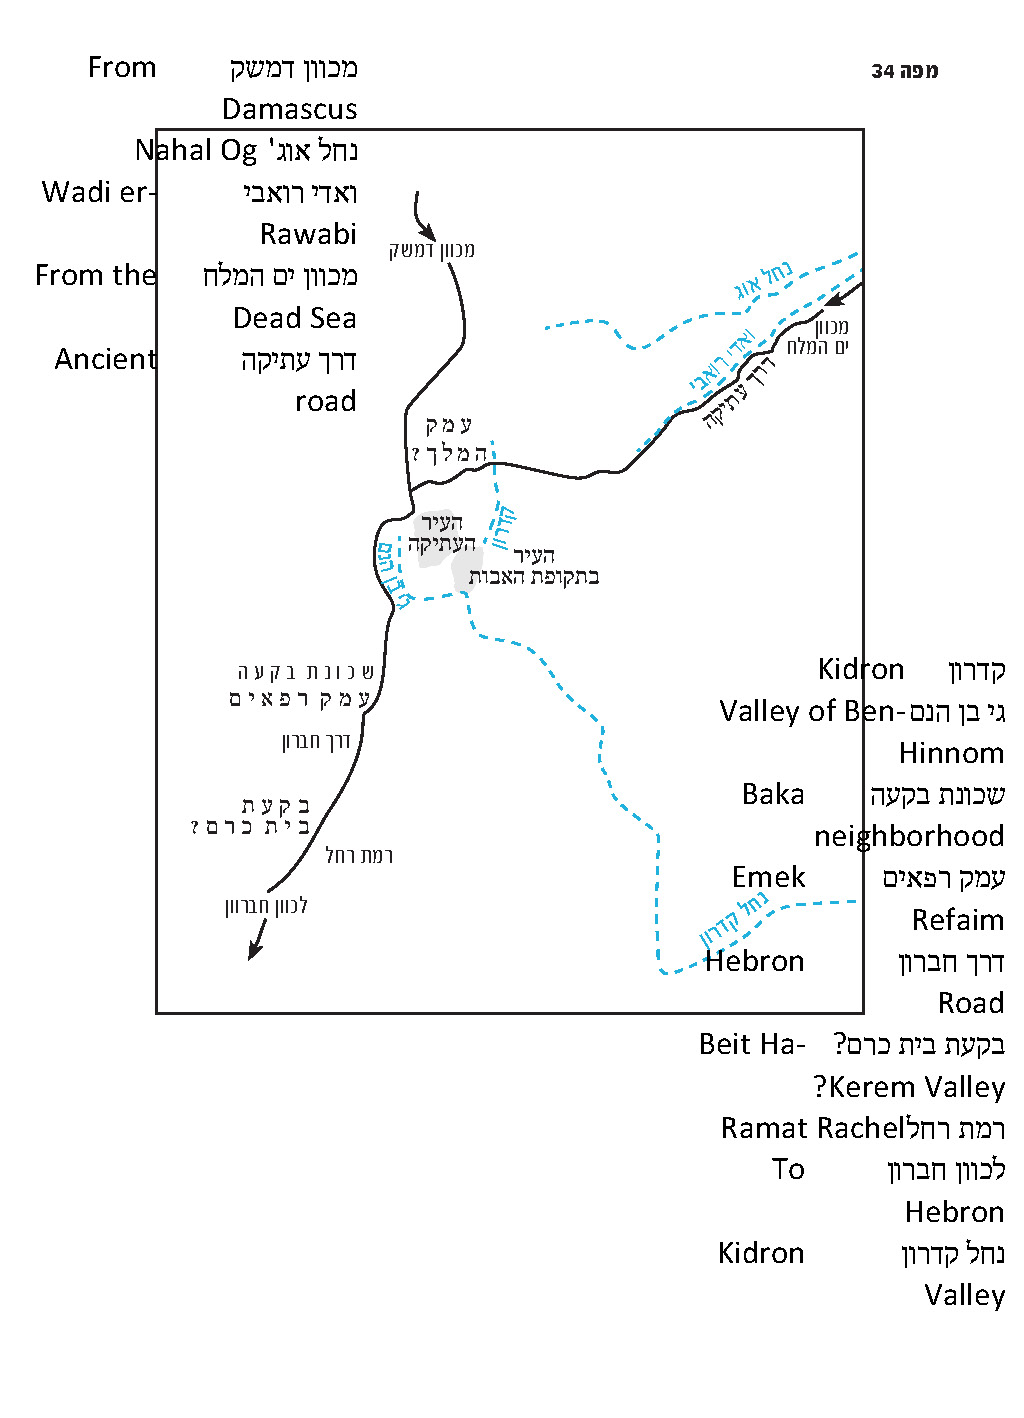 מפה 34
From מכוון דמשק
Damascus
Nahal Og נחל אוג'
Wadi er- ואדי רואבי
Rawabi
From the מכוון ים המלח
Dead Sea
Ancient דרך עתיקה
road
מכוון דמשק
נחל אוג
מכוון
ים המלח
ואדי רואבי
דרך עתיקה
עמק
המלך?
קדרון
העיר
העתיקה
העיר
בתקופת האבות
גי בן הנם
שכונת בקעה
עמק רפאים
דרך חברון
בקעת
בית כרם?
רמת רחל
לכוון חברוון
נחל קדרון
Kidron קדרון
Valley of Ben- גי בן הנם
Hinnom
Baka שכונת בקעה
neighborhood
Emek עמק רפאים
Refaim
Hebron דרך חברון
Road
Beit Ha- בקעת בית כרם?
?Kerem Valley
Ramat Rachel רמת רחל
To לכוון חברון
Hebron
Kidron נחל קדרון
Valley